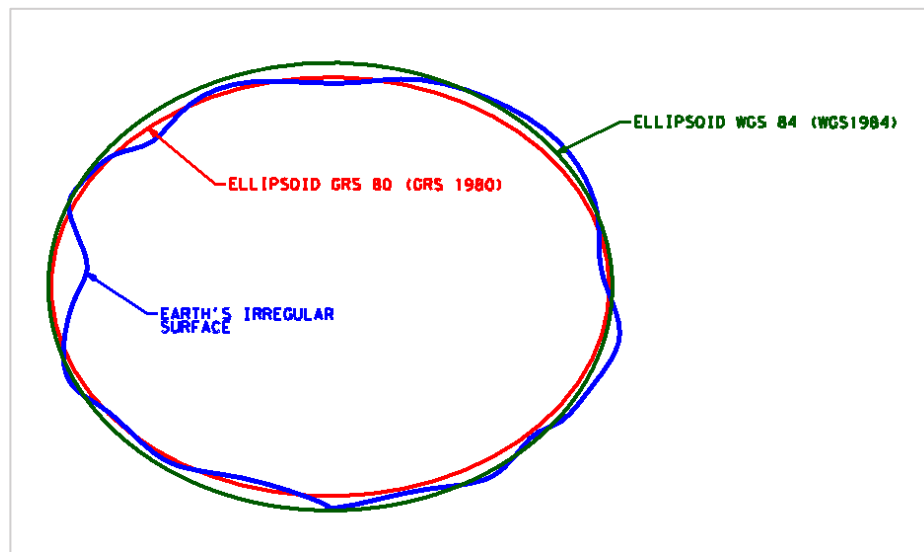 ELLIPSOID WGS 84 (WGS1984)
ELLIPSOID GRS 80 (GRS 1980)
EARTH'S IRREGULAR
SURFACE